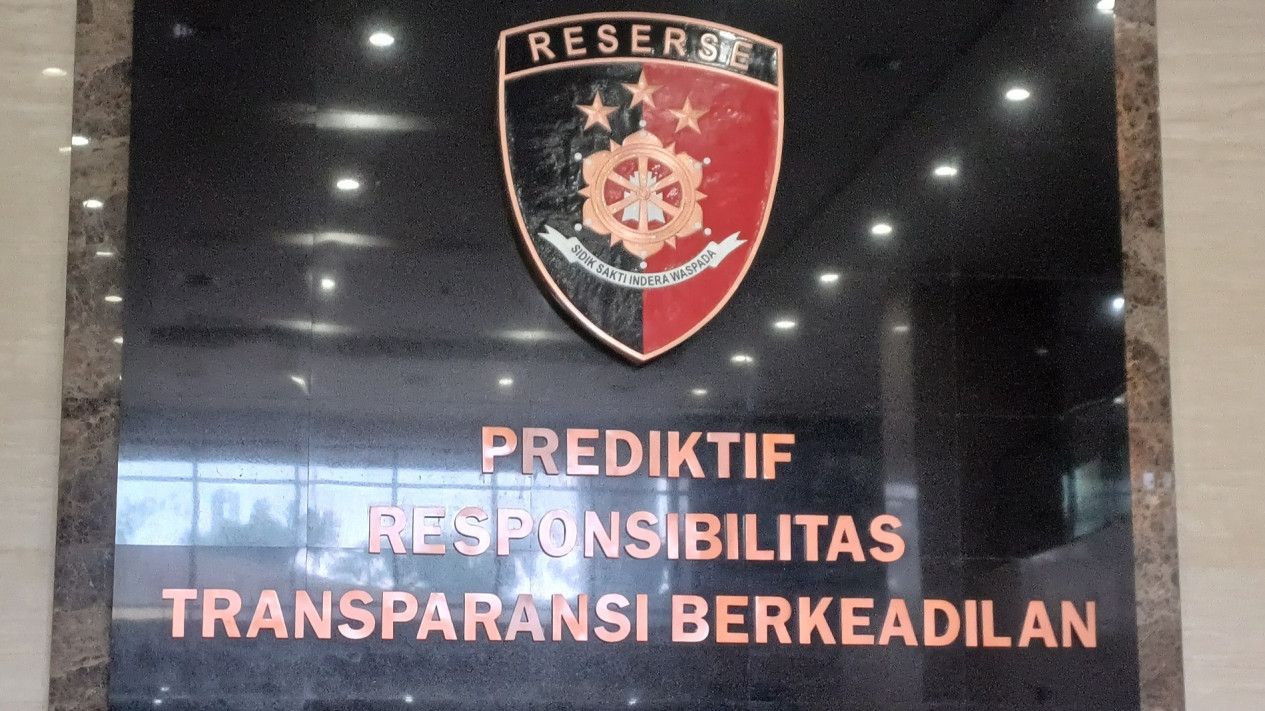 RESERSE
SIDIK SAKTI INDERA WASPADA
PREDIKTIF
RESPONSIBILITAS
TRANSPARANSI BERKEADILAN